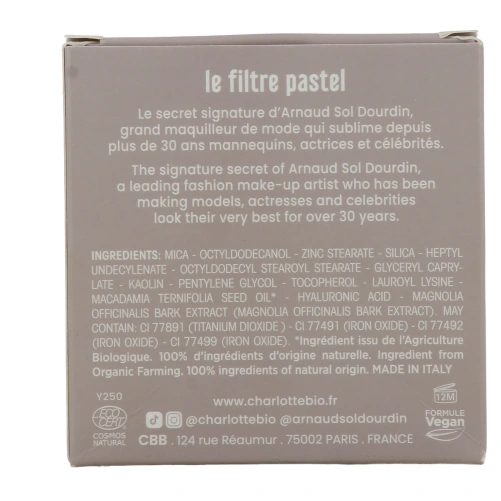 le filtre pastel
Le secret signature d'Arnaud Sol Dourdin,
grand maquilleur de mode qui sublime depuis
plus de 30 ans mannequins, actrices et célébrités.
The signature secret of Arnaud Sol Dourdin,
a leading fashion make-up artist who has been
making models, actresses and celebrities
look their very best for over 30 years.
INGREDIENTS: MICA - OCTYLDODECANOL - ZINC STEARATE - SILICA - HEPTYL
UNDECYLENATE - OCTYLDODECYL STEAROYL STEARATE - GLYCERYL CAPRY-
LATE - KAOLIN - PENTYLENE GLYCOL - TOCOPHEROL - LAUROYL LYSINE -
MACADAMIA TERNIFOLIA SEED OIL* - HYALURONIC ACID - MAGNOLIA
OFFICINALIS BARK EXTRACT (MAGNOLIA OFFICINALIS BARK EXTRACT). MAY
CONTAIN: CI 77891 (TITANIUM DIOXIDE ) - CI 77491 (IRON OXIDE) - CI 77492
(IRON OXIDE) - CI 77499 (IRON OXIDE). *Ingrédient issu de l'Agriculture
Biologique. 100% d'ingrédients d'origine naturelle. Ingredient from
Organic Farming. 100% ingredients of natural origin. MADE IN ITALY
Y250
www.charlottebio.fr
12M
ECO
CERT
COSMOS
NATURAL
@charlottebio @arnaudsoldourdin
CBB . 124 rue Réaumur . 75002 PARIS . FRANCE
FORMULE
Vegan